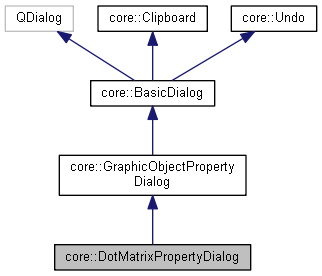 QDialog
core::Clipboard
core::Undo
core::BasicDialog
core::GraphicObjectProperty
Dialog
core::DotMatrixPropertyDialog